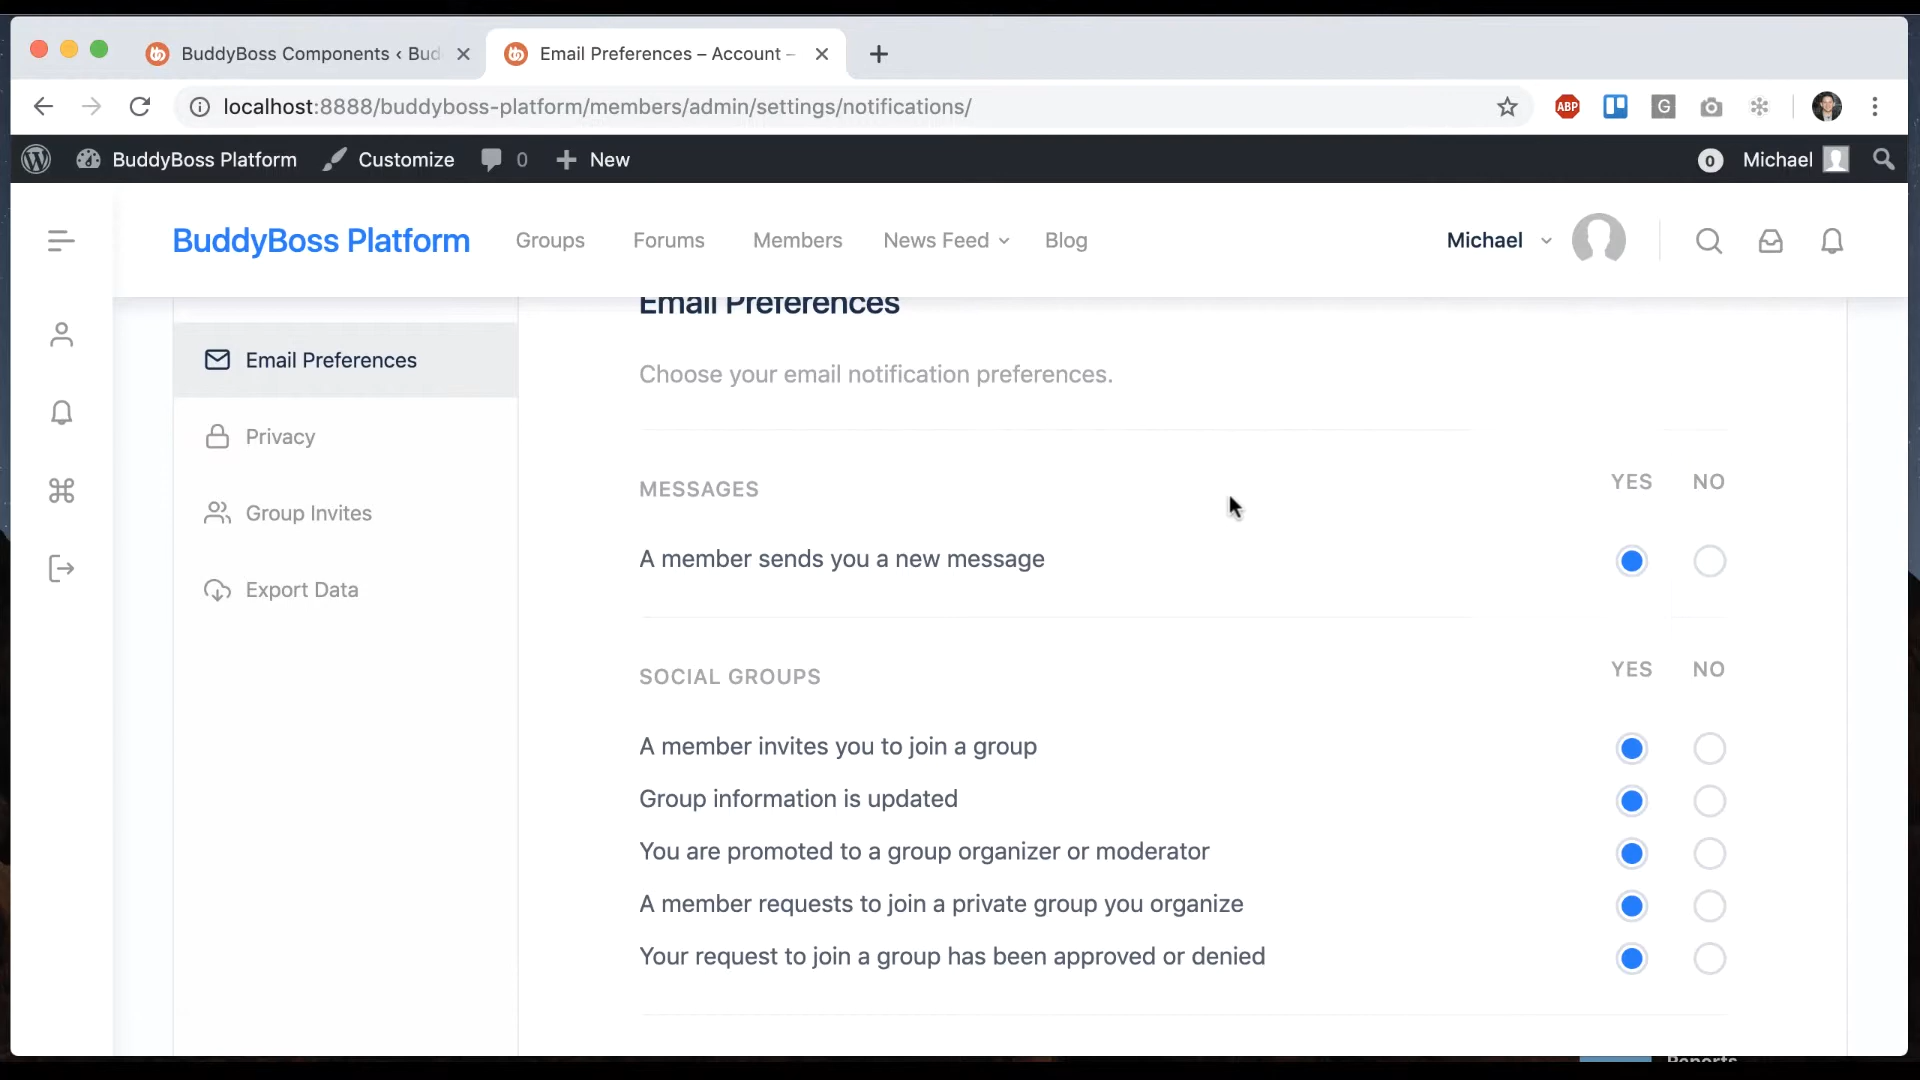 BuddyBoss Components ‹ Bud
Email Preferences – Account –
localhost:8888/buddyboss-platform/members/admin/settings/notifications/
ABP
G
BuddyBoss Platform
Customize
0
New
0
Michael
BuddyBoss Platform
Groups
Forums
Members
News Feed
Blog
Michael
Email Preferences
Email Preferences
Privacy
Group Invites
Export Data
Choose your email notification preferences.
MESSAGES
YES NO
A member sends you a new message
SOCIAL GROUPS
YES NO
A member invites you to join a group
Group information is updated
You are promoted to a group organizer or moderator
A member requests to join a private group you organize
Your request to join a group has been approved or denied
Reports